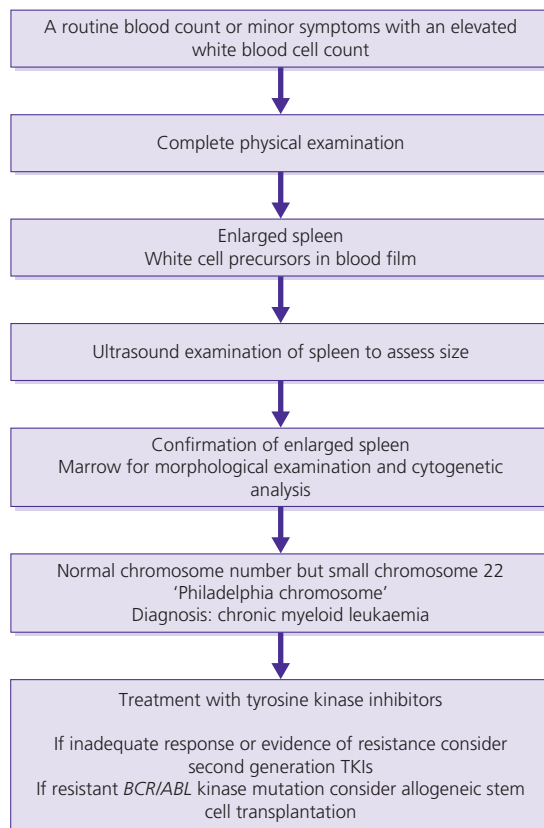 A routine blood count or minor symptoms with an elevated
white blood cell count
Complete physical examination
Enlarged spleen
White cell precursors in blood film
Ultrasound examination of spleen to assess size
Confirmation of enlarged spleen
Marrow for morphological examination and cytogenetic
analysis
Normal chromosome number but small chromosome 22
‘Philadelphia chromosome’
Diagnosis: chronic myeloid leukaemia
Treatment with tyrosine kinase inhibitors
If inadequate response or evidence of resistance consider
second generation TKIs
If resistant BCR/ABL kinase mutation consider allogeneic stem
cell transplantation